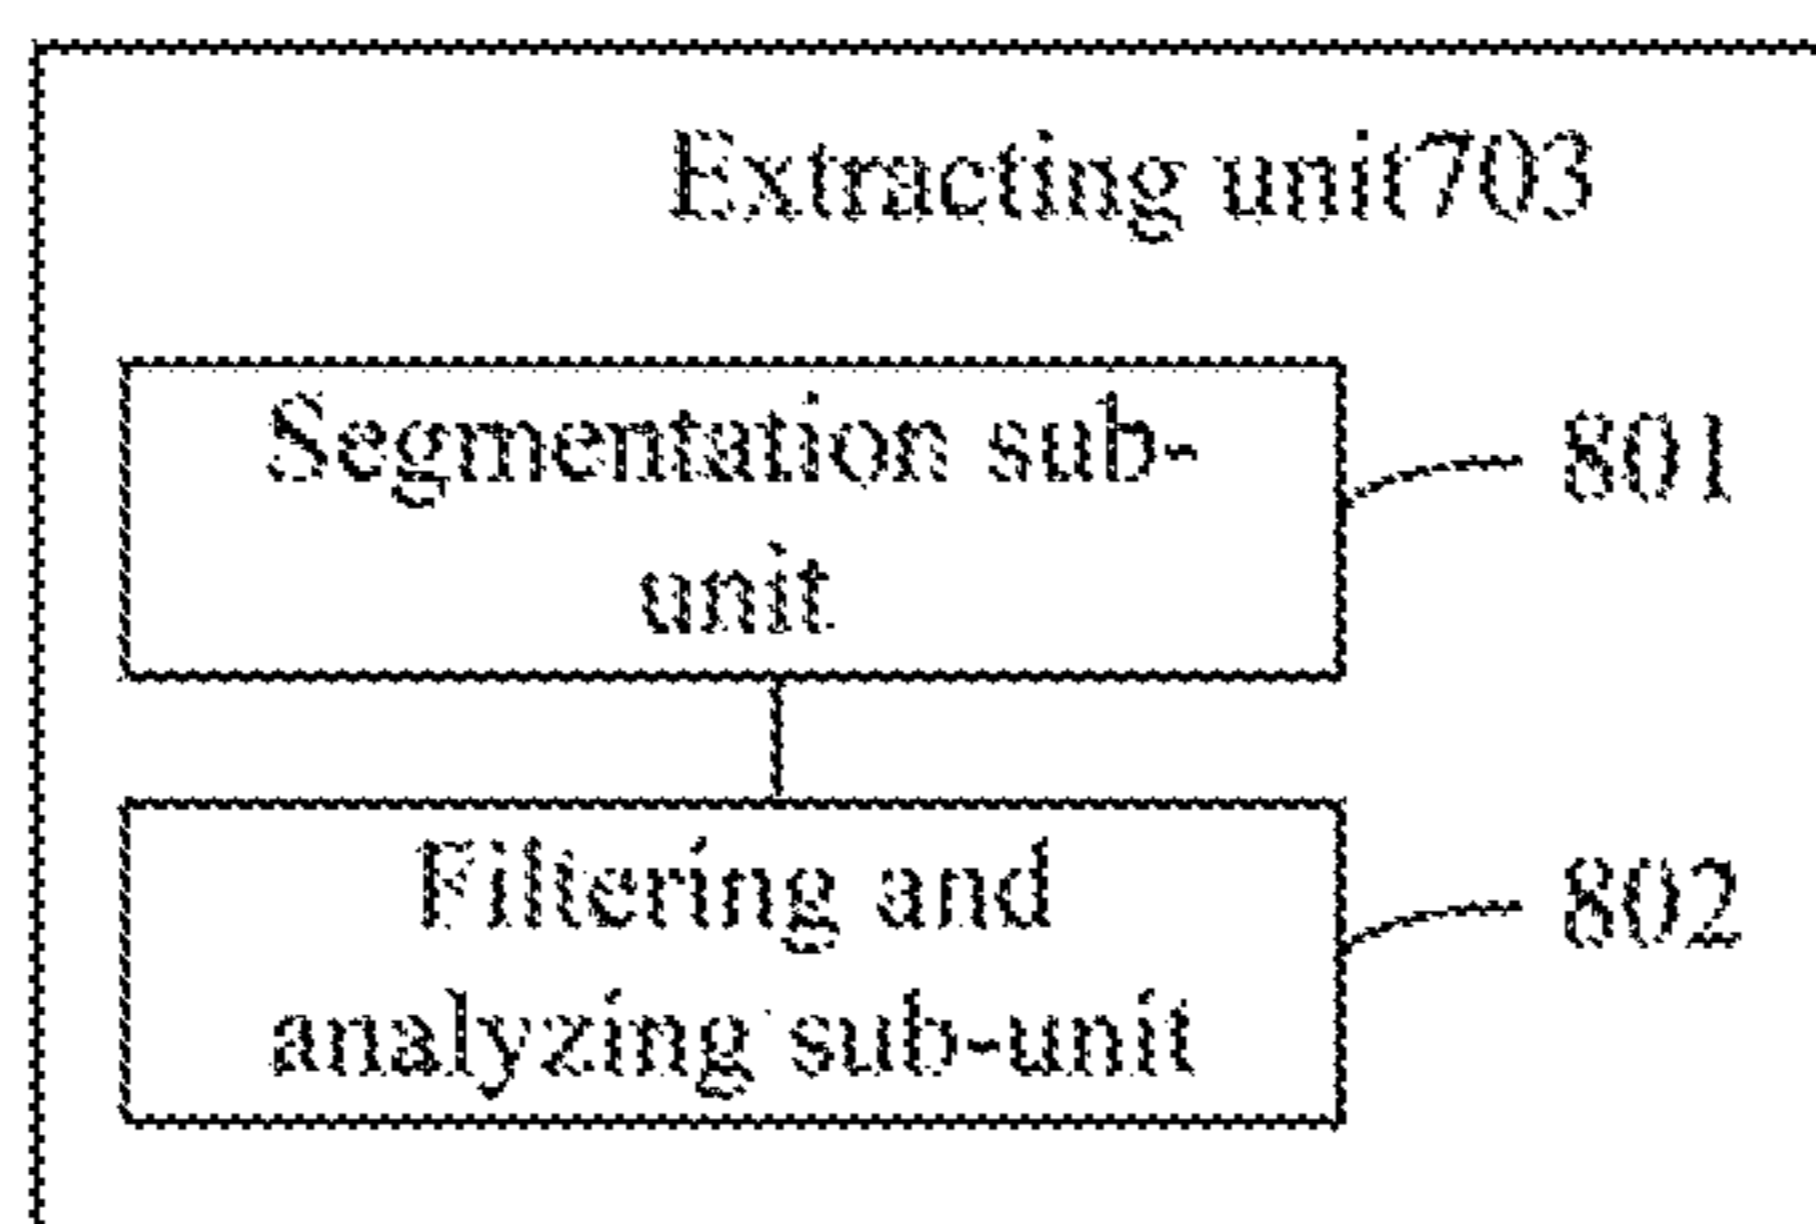 Extracting unit703
Segmentation sub-
unit
801
Filtering and
analyzing sub-unit
802